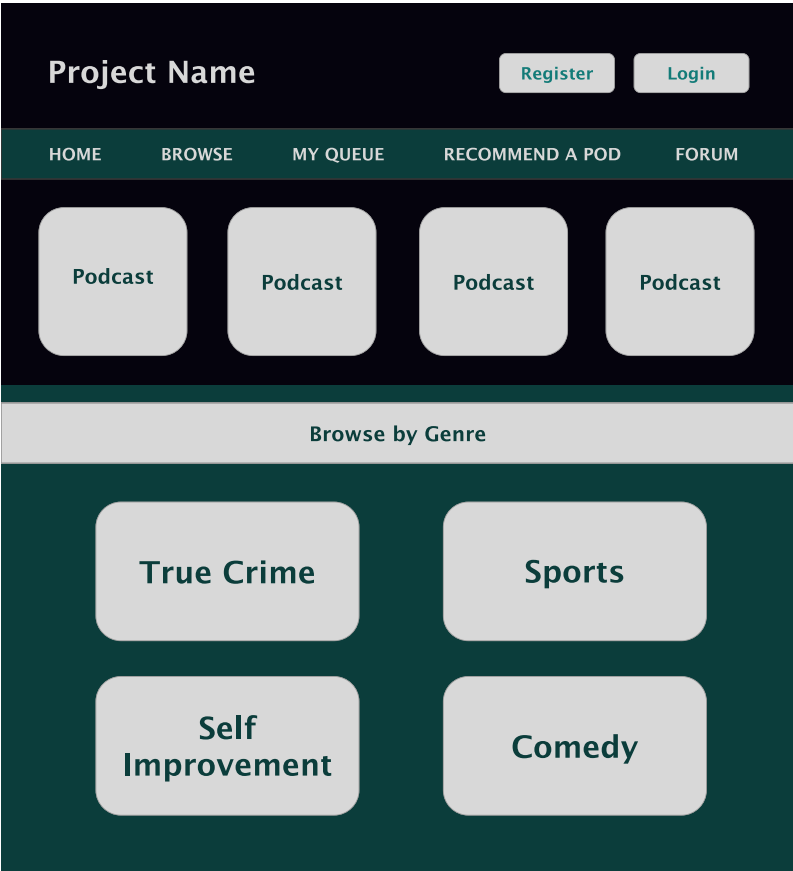 Project Name
Register
Login
HOME
BROWSE
MY QUEUE
RECOMMEND A POD
FORUM
Podcast
Podcast
Podcast
Podcast
Browse by Genre
True Crime
Sports
Self
Improvement
Comedy